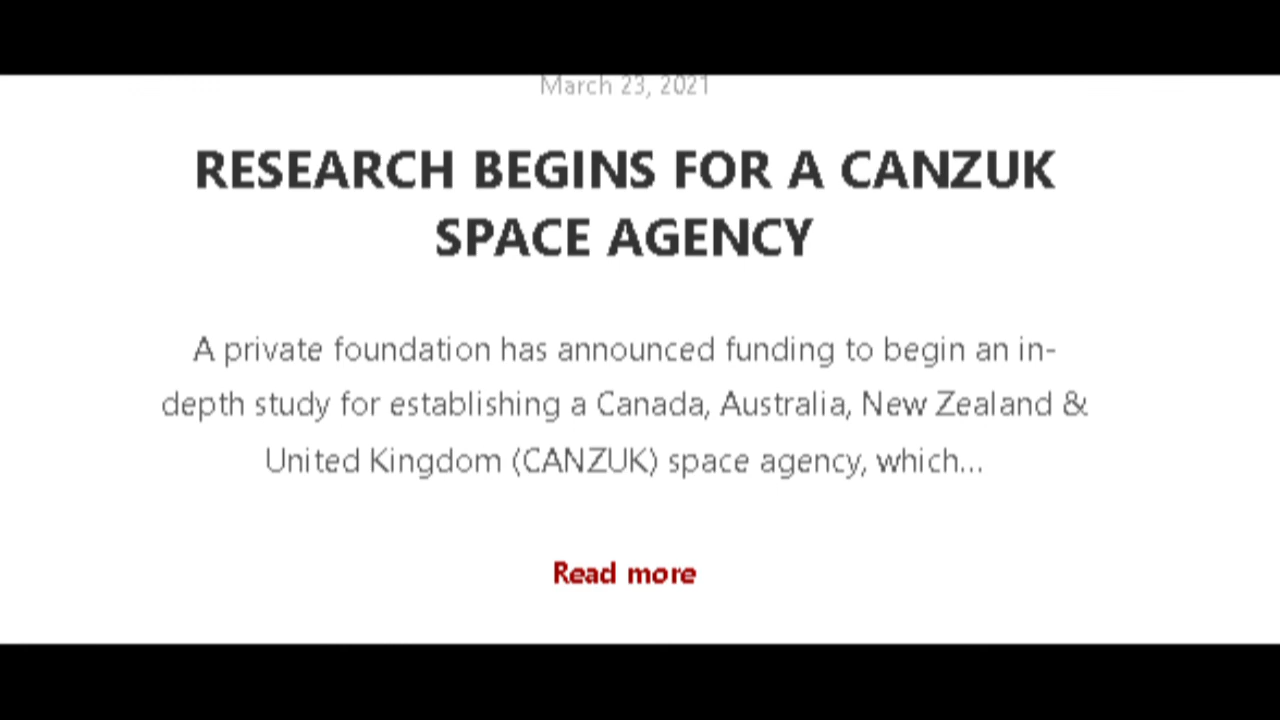 March 23, 2021
RESEARCH BEGINS FOR A CANZUK
SPACE AGENCY
A private foundation has announced funding to begin an in-
depth study for establishing a Canada, Australia, New Zealand &
United Kingdom (CANZUK) space agency, which...
Read more